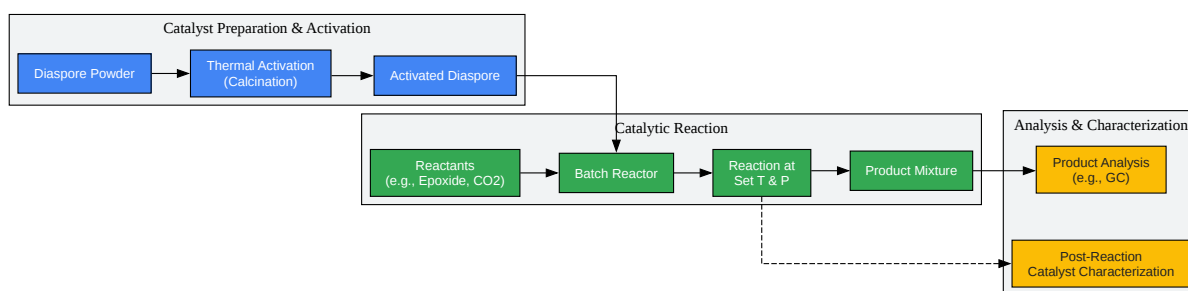 Catalyst Preparation & Activation
Diaspore Powder
Thermal Activation
(Calcination)
Activated Diaspore
Catalytic Reaction
Reactants
(e.g., Epoxide, CO2)
Batch Reactor
Reaction at
Set T & P
Product Mixture
Analysis & Characterization
Product Analysis
(e.g., GC)
Post-Reaction
Catalyst Characterization